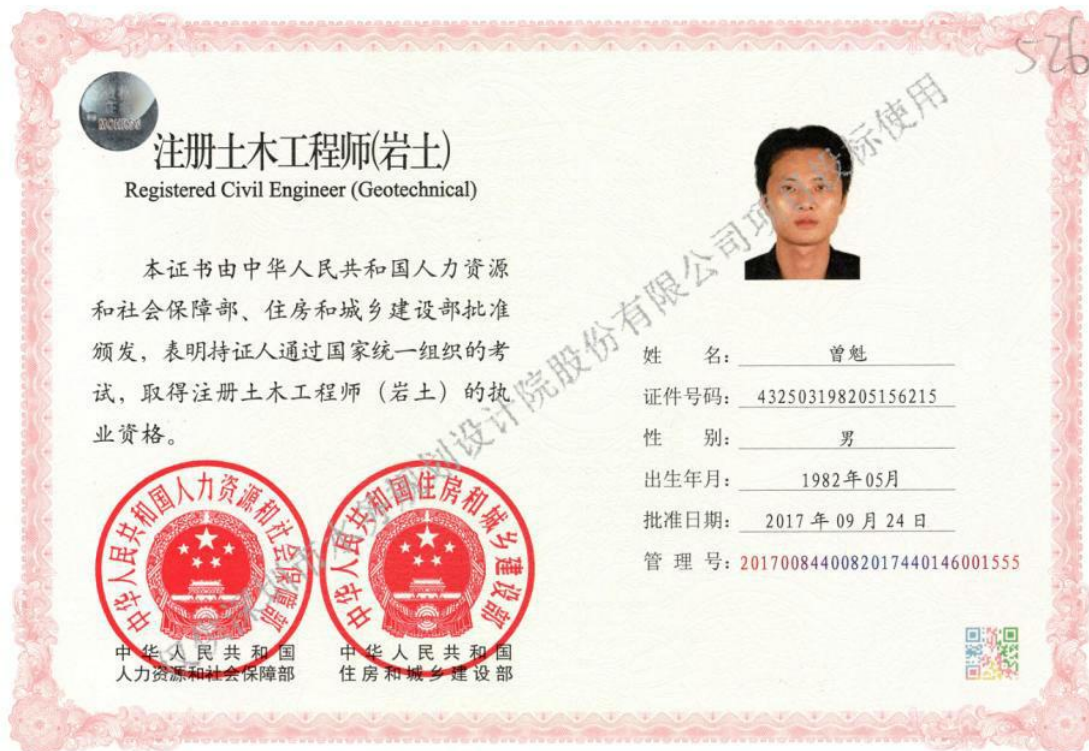 526
MOHRSS
注册土木工程师(岩土)
Registered Civil Engineer (Geotechnical)
本证书由中华人民共和国人力资源
和社会保障部、住房和城乡建设部批准
颁发，表明持证人通过国家统一组织的考
试，取得注册土木工程师（岩土）的执
业资格。
中华人民共和国人力资源和社会保障部
中华人民共和国住房和城乡建设部
中华人民共和国
人力资源和社会保障部
中华人民共和国
住房和城乡建设部
姓 名： 曾魁
证件号码： 432503198205156215
性 别： 男
出生年月： 1982年05月
批准日期： 2017年09月24日
管 理 号： 2017008440082017440146001555
规划设计院股份有限公司项 投标使用